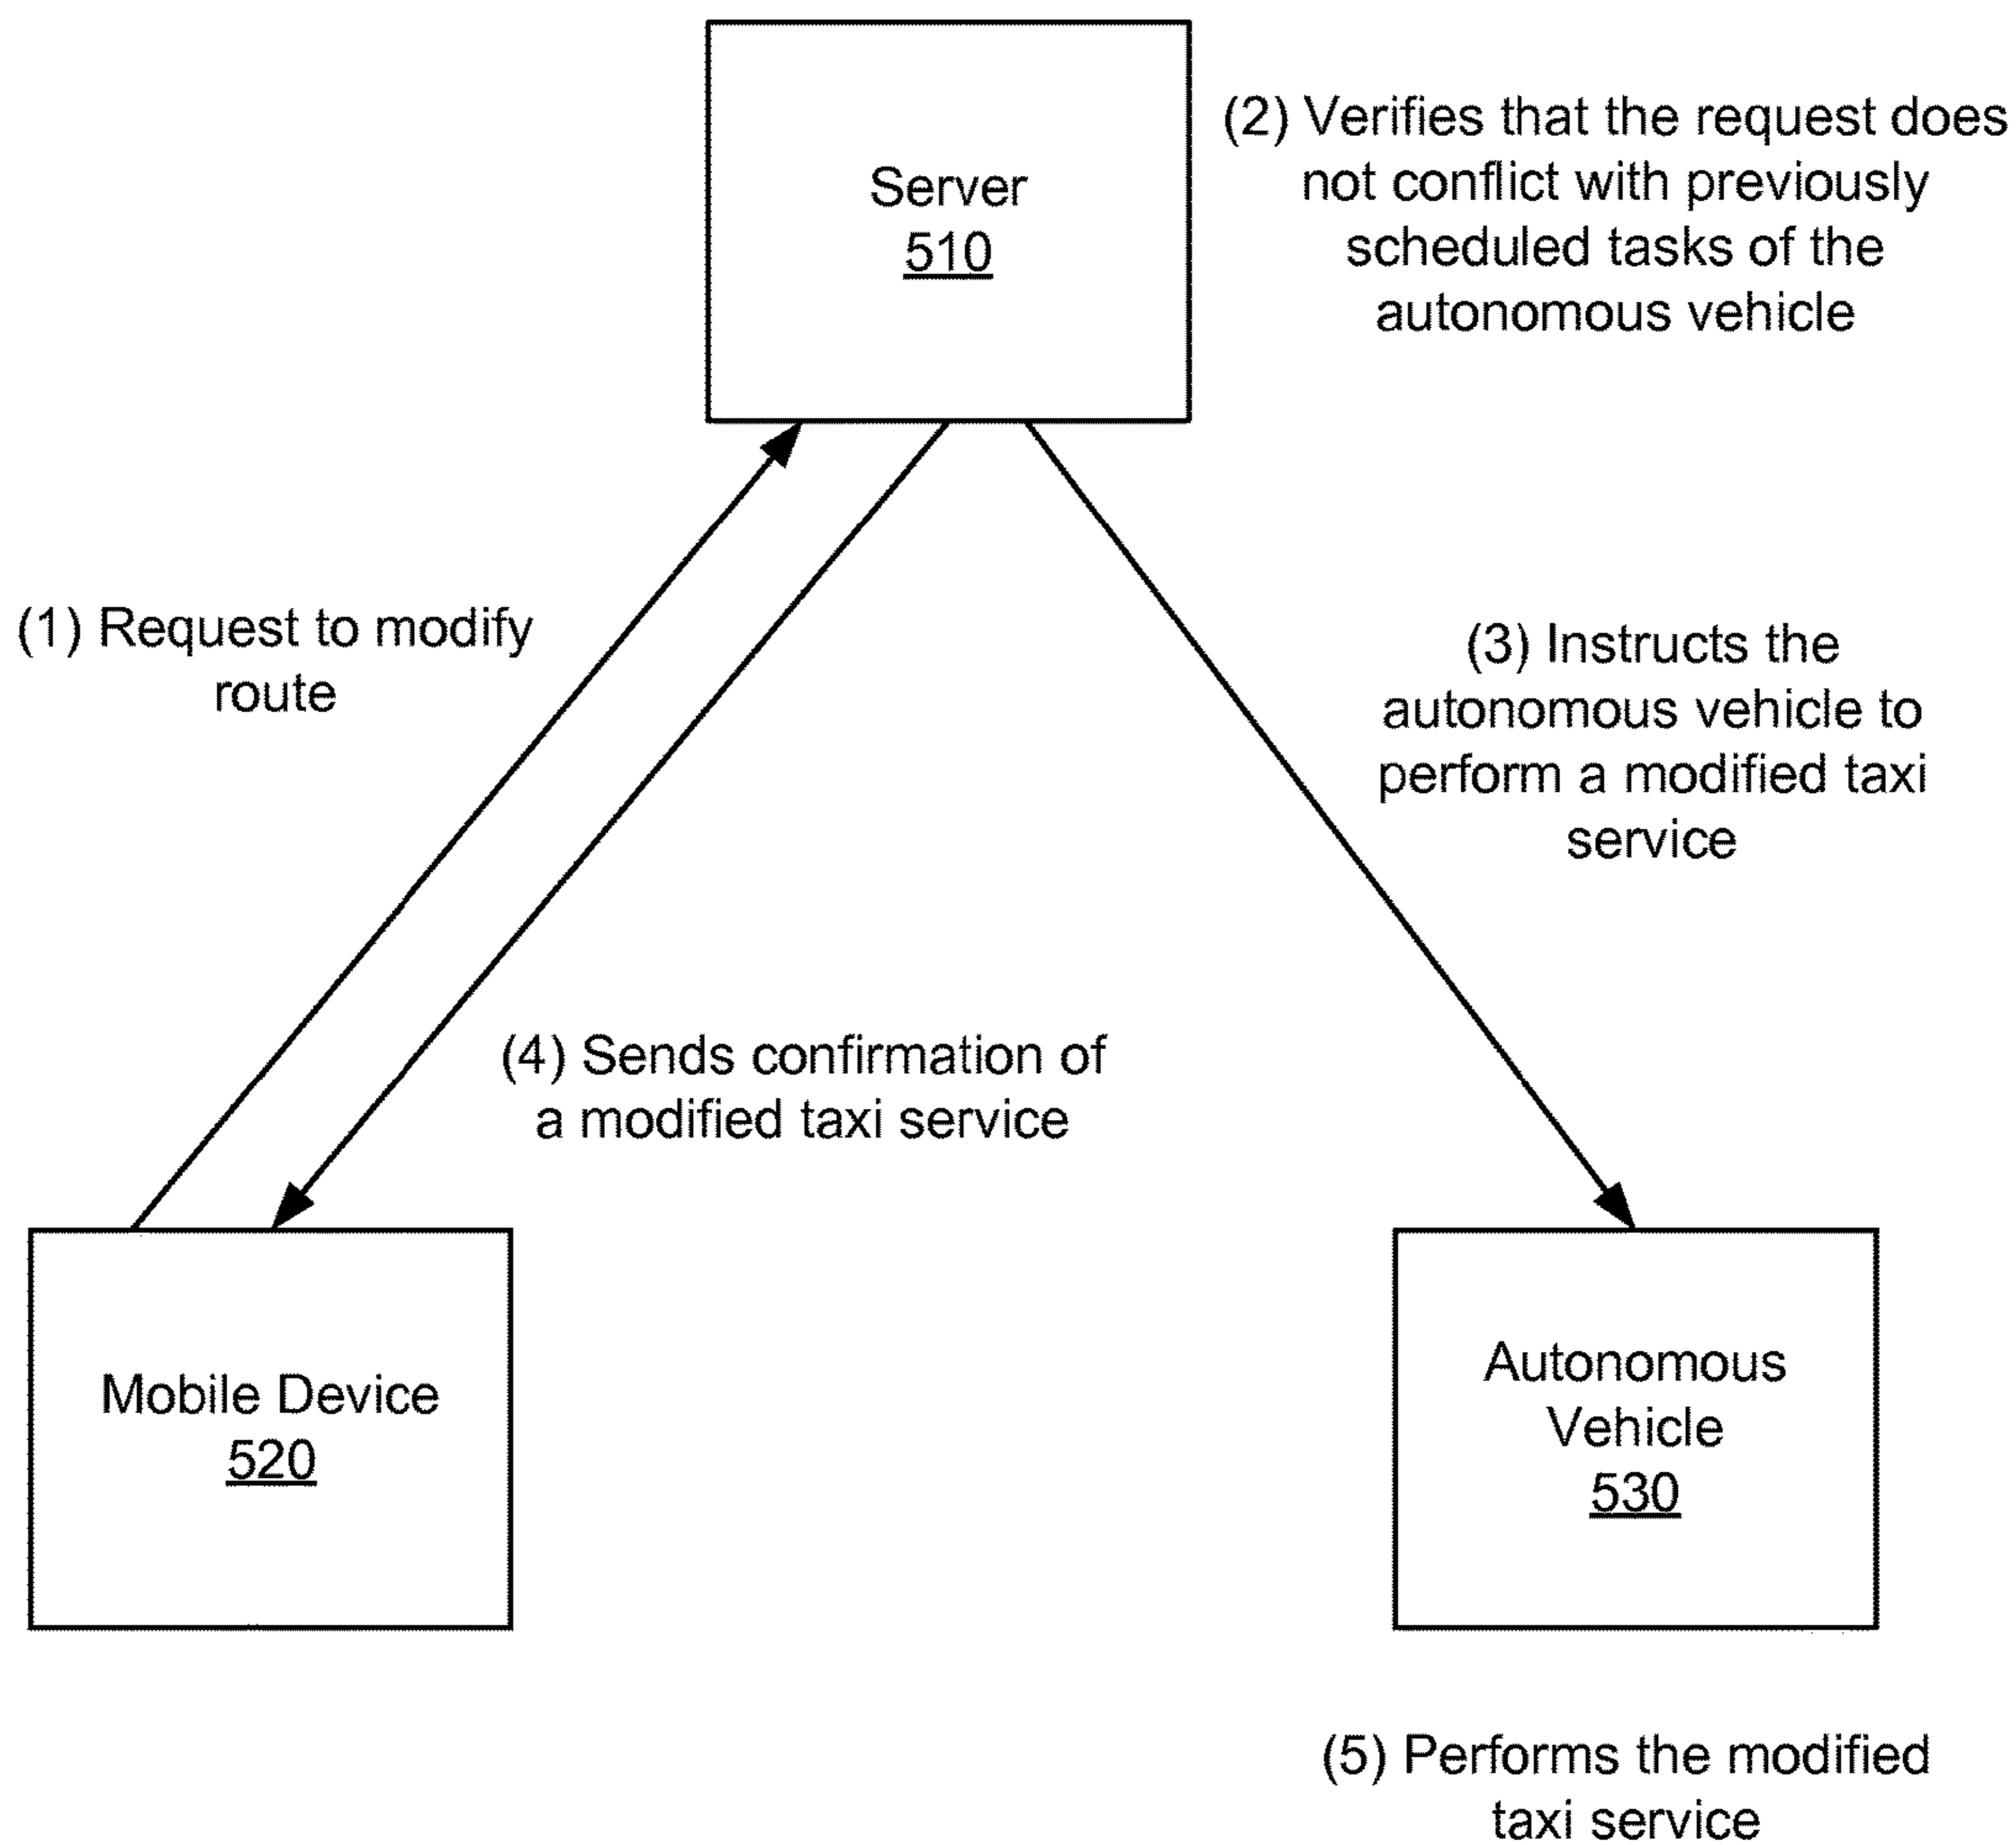 Server
510
(2) Verifies that the request does
not conflict with previously
scheduled tasks of the
autonomous vehicle
(1) Request to modify
route
(3) Instructs the
autonomous vehicle to
perform a modified taxi
service
(4) Sends confirmation of
a modified taxi service
Mobile Device
520
Autonomous
Vehicle
530
(5) Performs the modified
taxi service